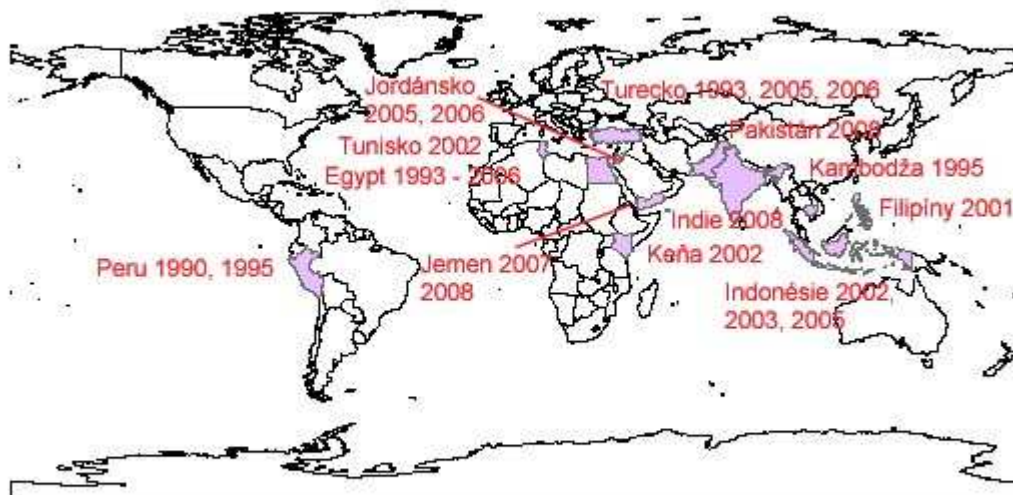 Jordánsko
2005, 2006
Turecko 1993, 2005, 2006
Tunisko 2002
Pakistán 2008
Egypt 1993 - 2006
Kambodža 1995
Indie 2008
Filipíny 2001
Peru 1990, 1995
Jemen 2007
2008
Keňa 2002
Indonésie 2002,
2003, 2005